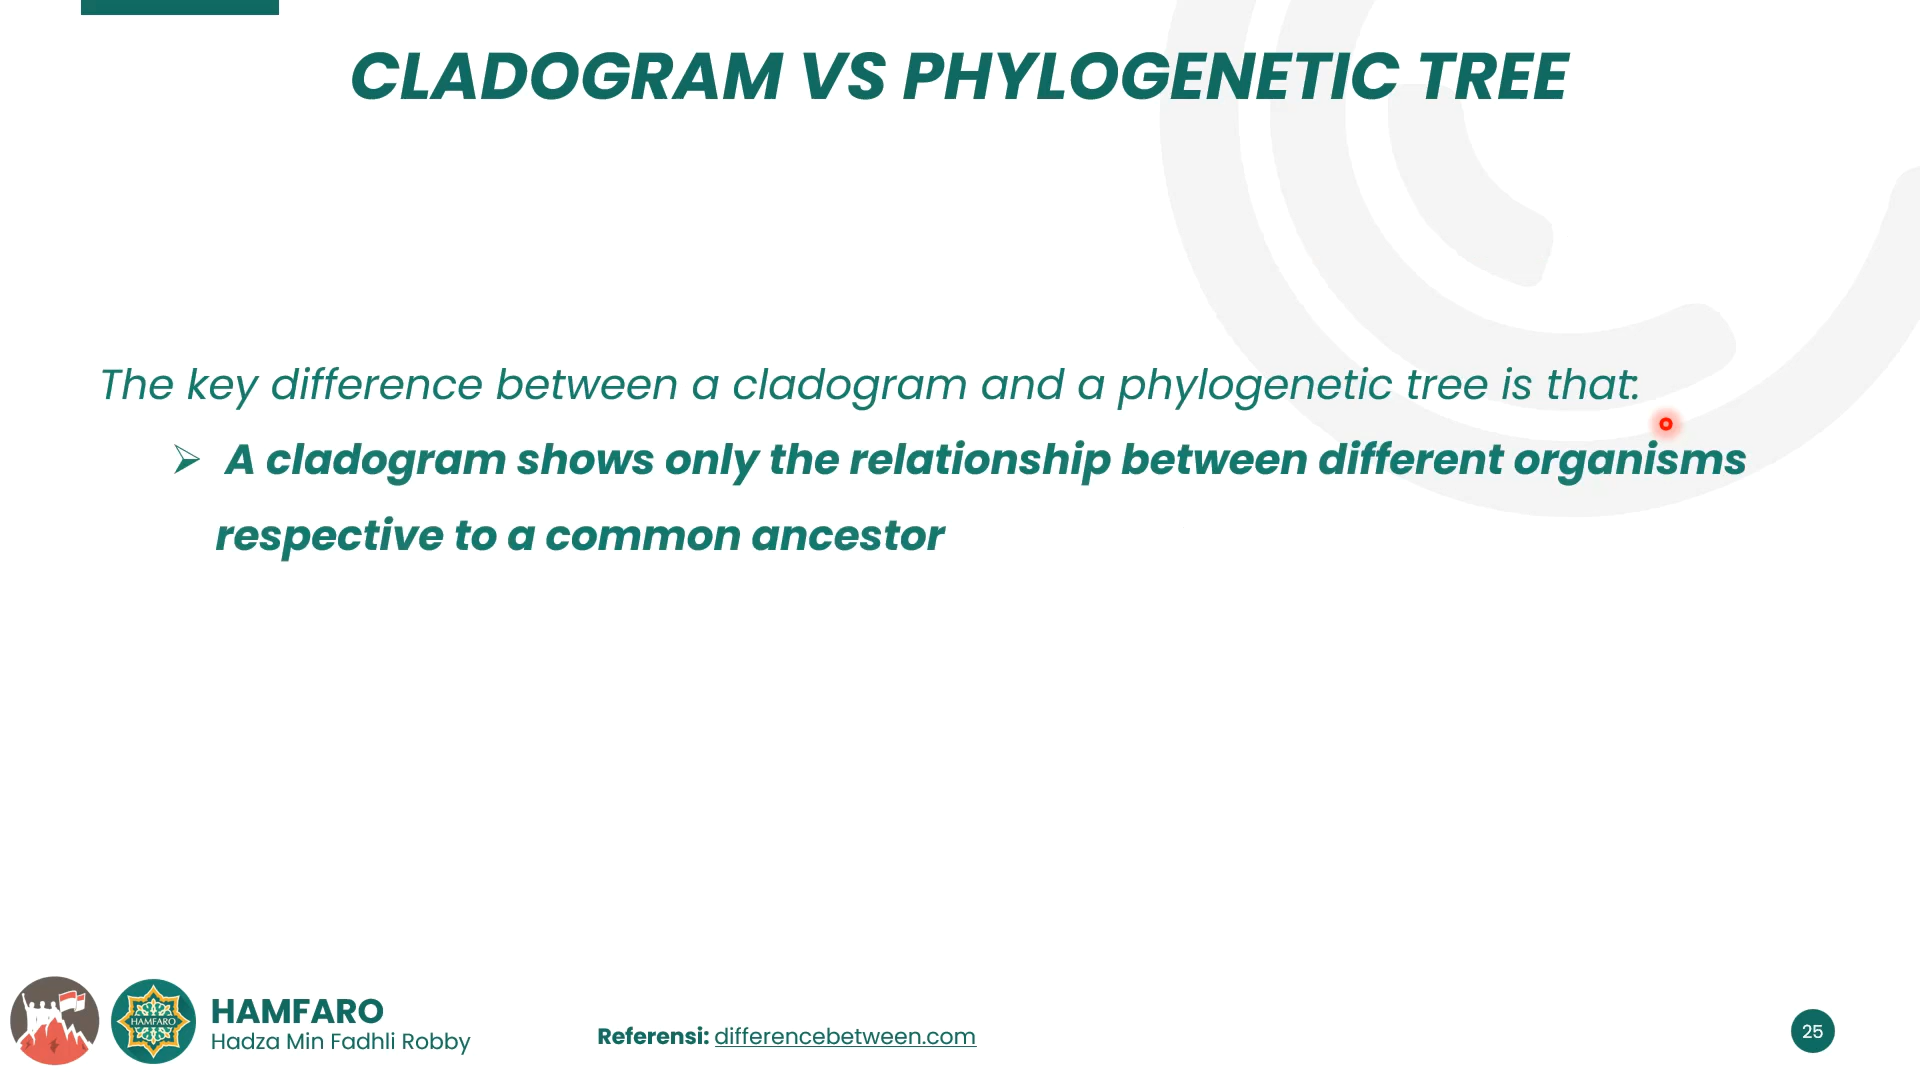 CLADOGRAM VS PHYLOGENETIC TREE
The key difference between a cladogram and a phylogenetic tree is that:
➢ A cladogram shows only the relationship between different organisms
respective to a common ancestor
HAMFARO
HAMFARO
Hadza Min Fadhli Robby
Referensi: differencebetween.com
25